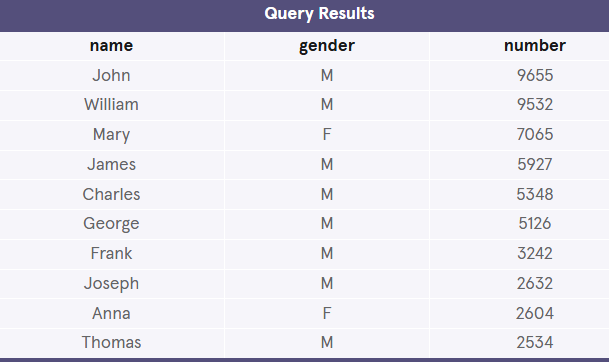 Query Results
name gender number
John M 9655
William M 9532
Mary F 7065
James M 5927
Charles M 5348
George M 5126
Frank M 3242
Joseph M 2632
Anna F 2604
Thomas M 2534